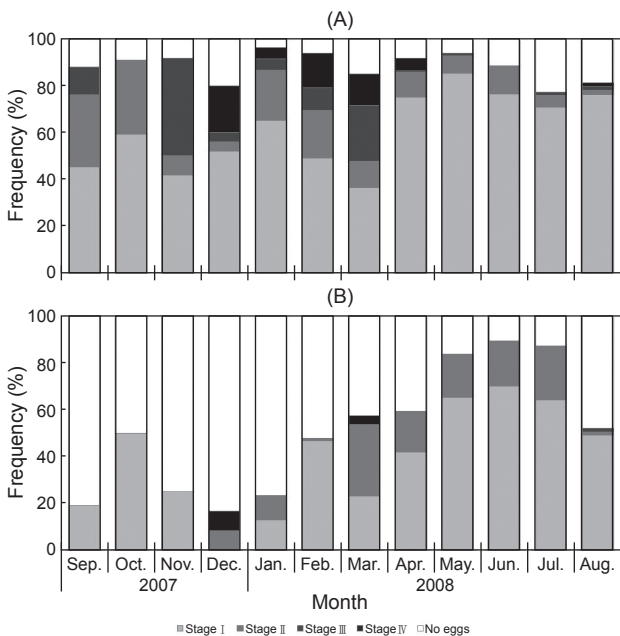 (A)
100
80
60
40
20
0
Frequency (%)
(B)
100
80
60
40
20
0
Frequency (%)
Sep. Oct. Nov. Dec. Jan. Feb. Mar. Apr. May. Jun. Jul. Aug.
2007 2008
Month
Stage Ⅰ Stage Ⅱ Stage Ⅲ Stage Ⅳ No eggs